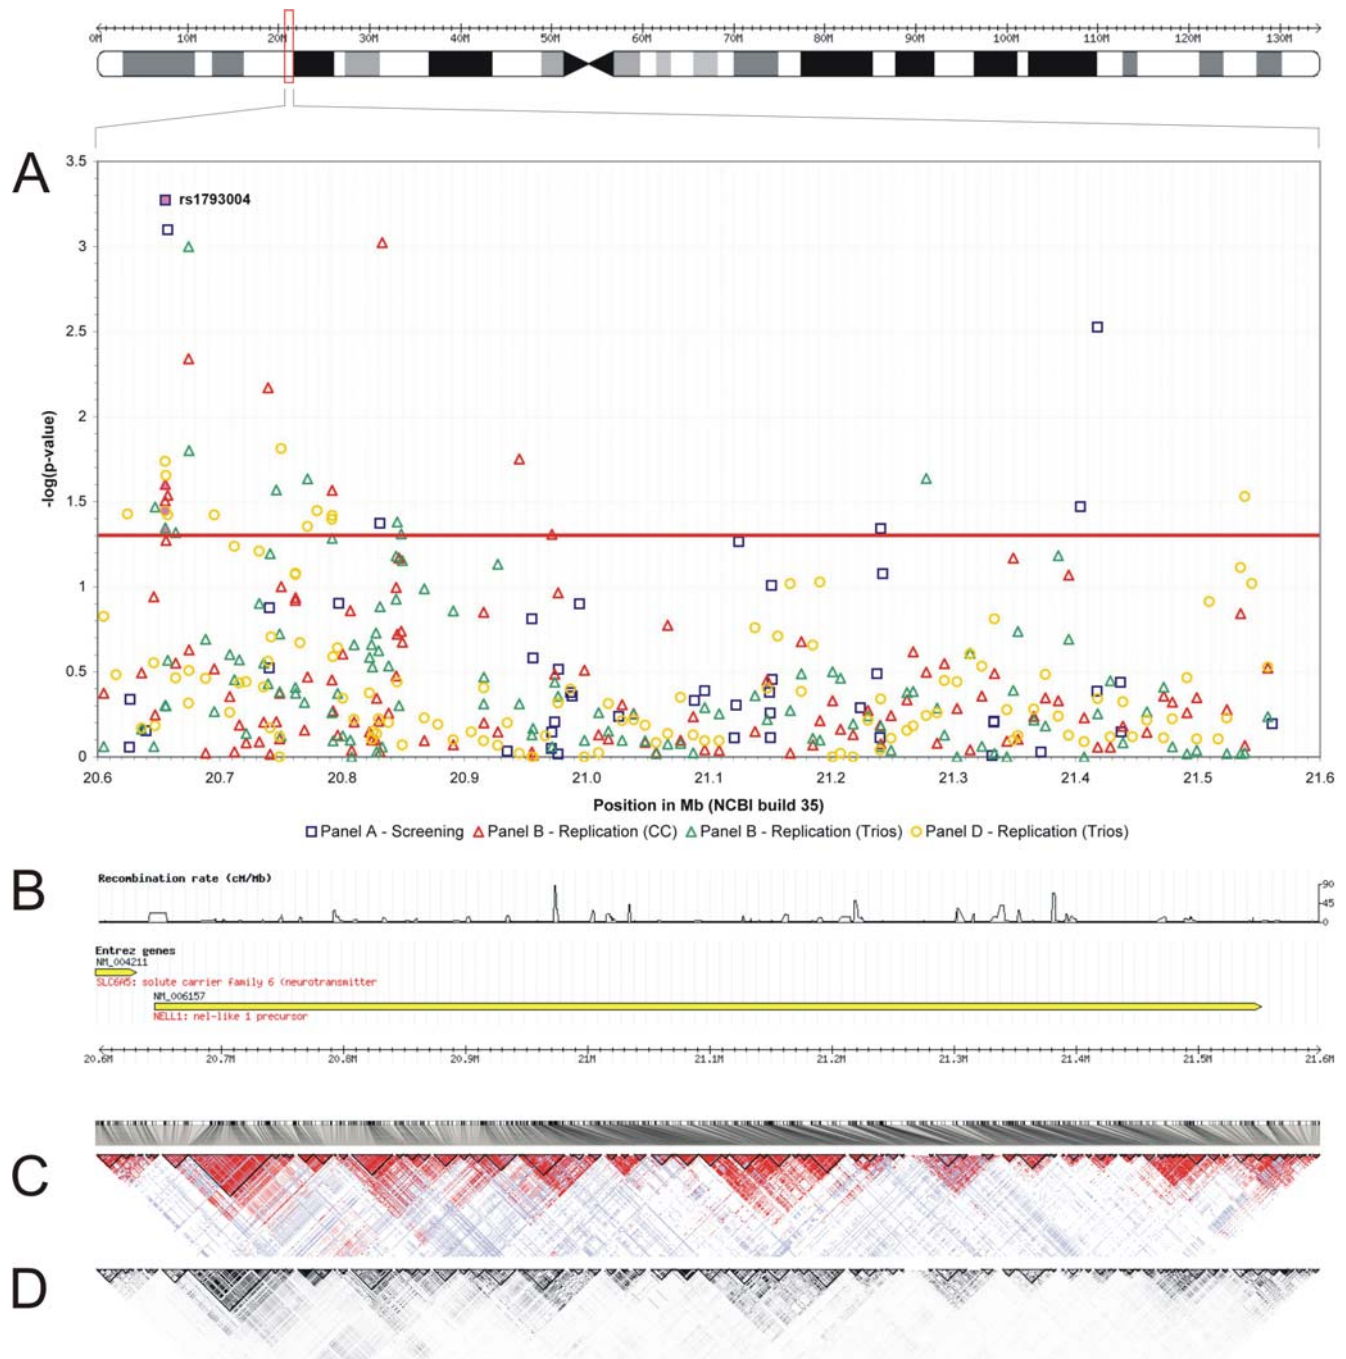 0M 10M 20M 30M 40M 50M 60M 70M 80M 90M 100M 110M 120M 130M
A
3.5
rs1793004
3
2.5
2
-log(p-value)
1.5
1
0.5
0
20.6 20.7 20.8 20.9 21.0 21.1 21.2 21.3 21.4 21.5 21.6
Position in Mb (NCBI build 35)
Panel A - Screening Panel B - Replication (CC) Panel B - Replication (Trios) Panel D - Replication (Trios)
B
Recombination rate (cM/Mb)
90
45
0
Entrez genes
NM_004211
SLC6A5: solute carrier family 6 (neurotransmitter
NM_006157
NELL1: nel-like 1 precursor
20.6M 20.7M 20.8M 20.9M 21M 21.1M 21.2M 21.3M 21.4M 21.5M 21.6M
C
D